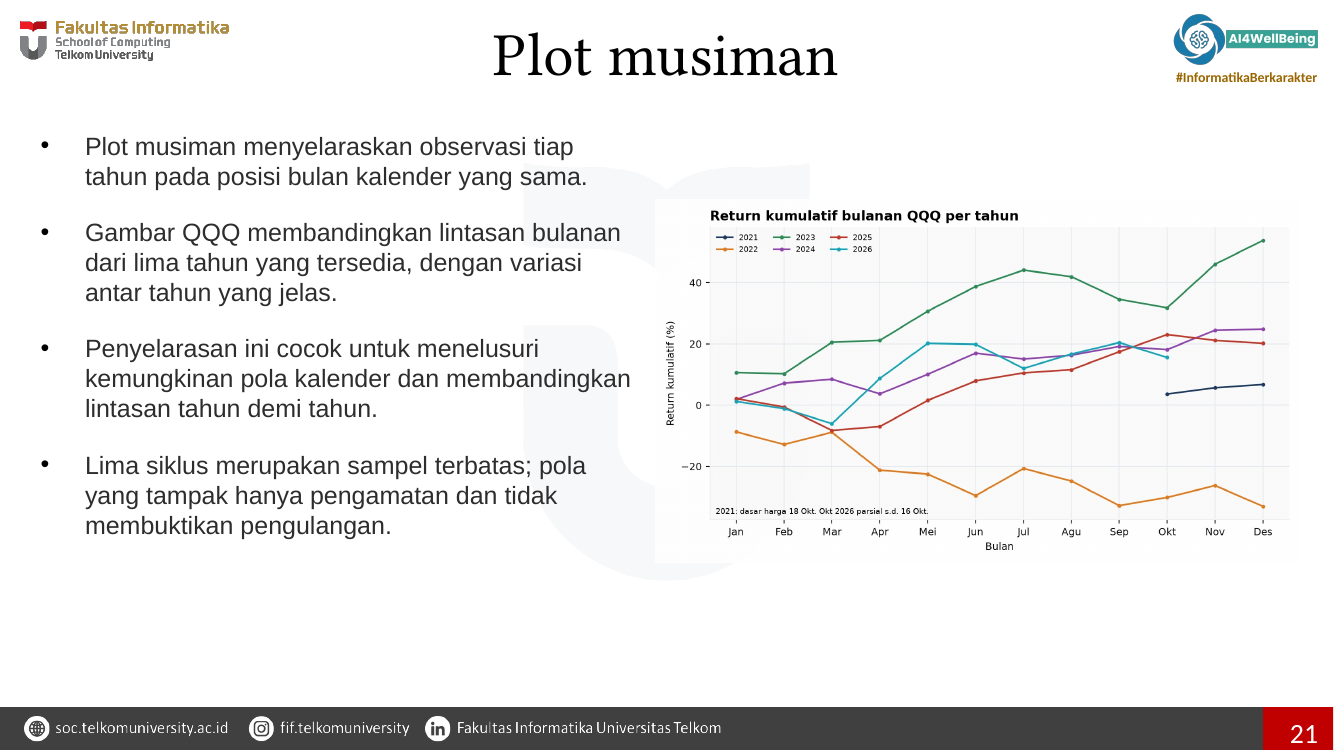 Fakultas Informatika
School of Computing
Telkom University
Plot musiman
AI4WellBeing
#InformatikaBerkarakter
• Plot musiman menyelaraskan observasi tiap
tahun pada posisi bulan kalender yang sama.
• Gambar QQQ membandingkan lintasan bulanan
dari lima tahun yang tersedia, dengan variasi
antar tahun yang jelas.
• Penyelarasan ini cocok untuk menelusuri
kemungkinan pola kalender dan membandingkan
lintasan tahun demi tahun.
• Lima siklus merupakan sampel terbatas; pola
yang tampak hanya pengamatan dan tidak
membuktikan pengulangan.
Return kumulatif bulanan QQQ per tahun
2021 2023 2025
2022 2024 2026
Return kumulatif (%)
40
20
0
−20
2021: dasar harga 18 Okt. Okt 2026 parsial s.d. 16 Okt.
Jan Feb Mar Apr Mei Jun Jul Agu Sep Okt Nov Des
Bulan
soc.telkomuniversity.ac.id fif.telkomuniversity Fakultas Informatika Universitas Telkom
21